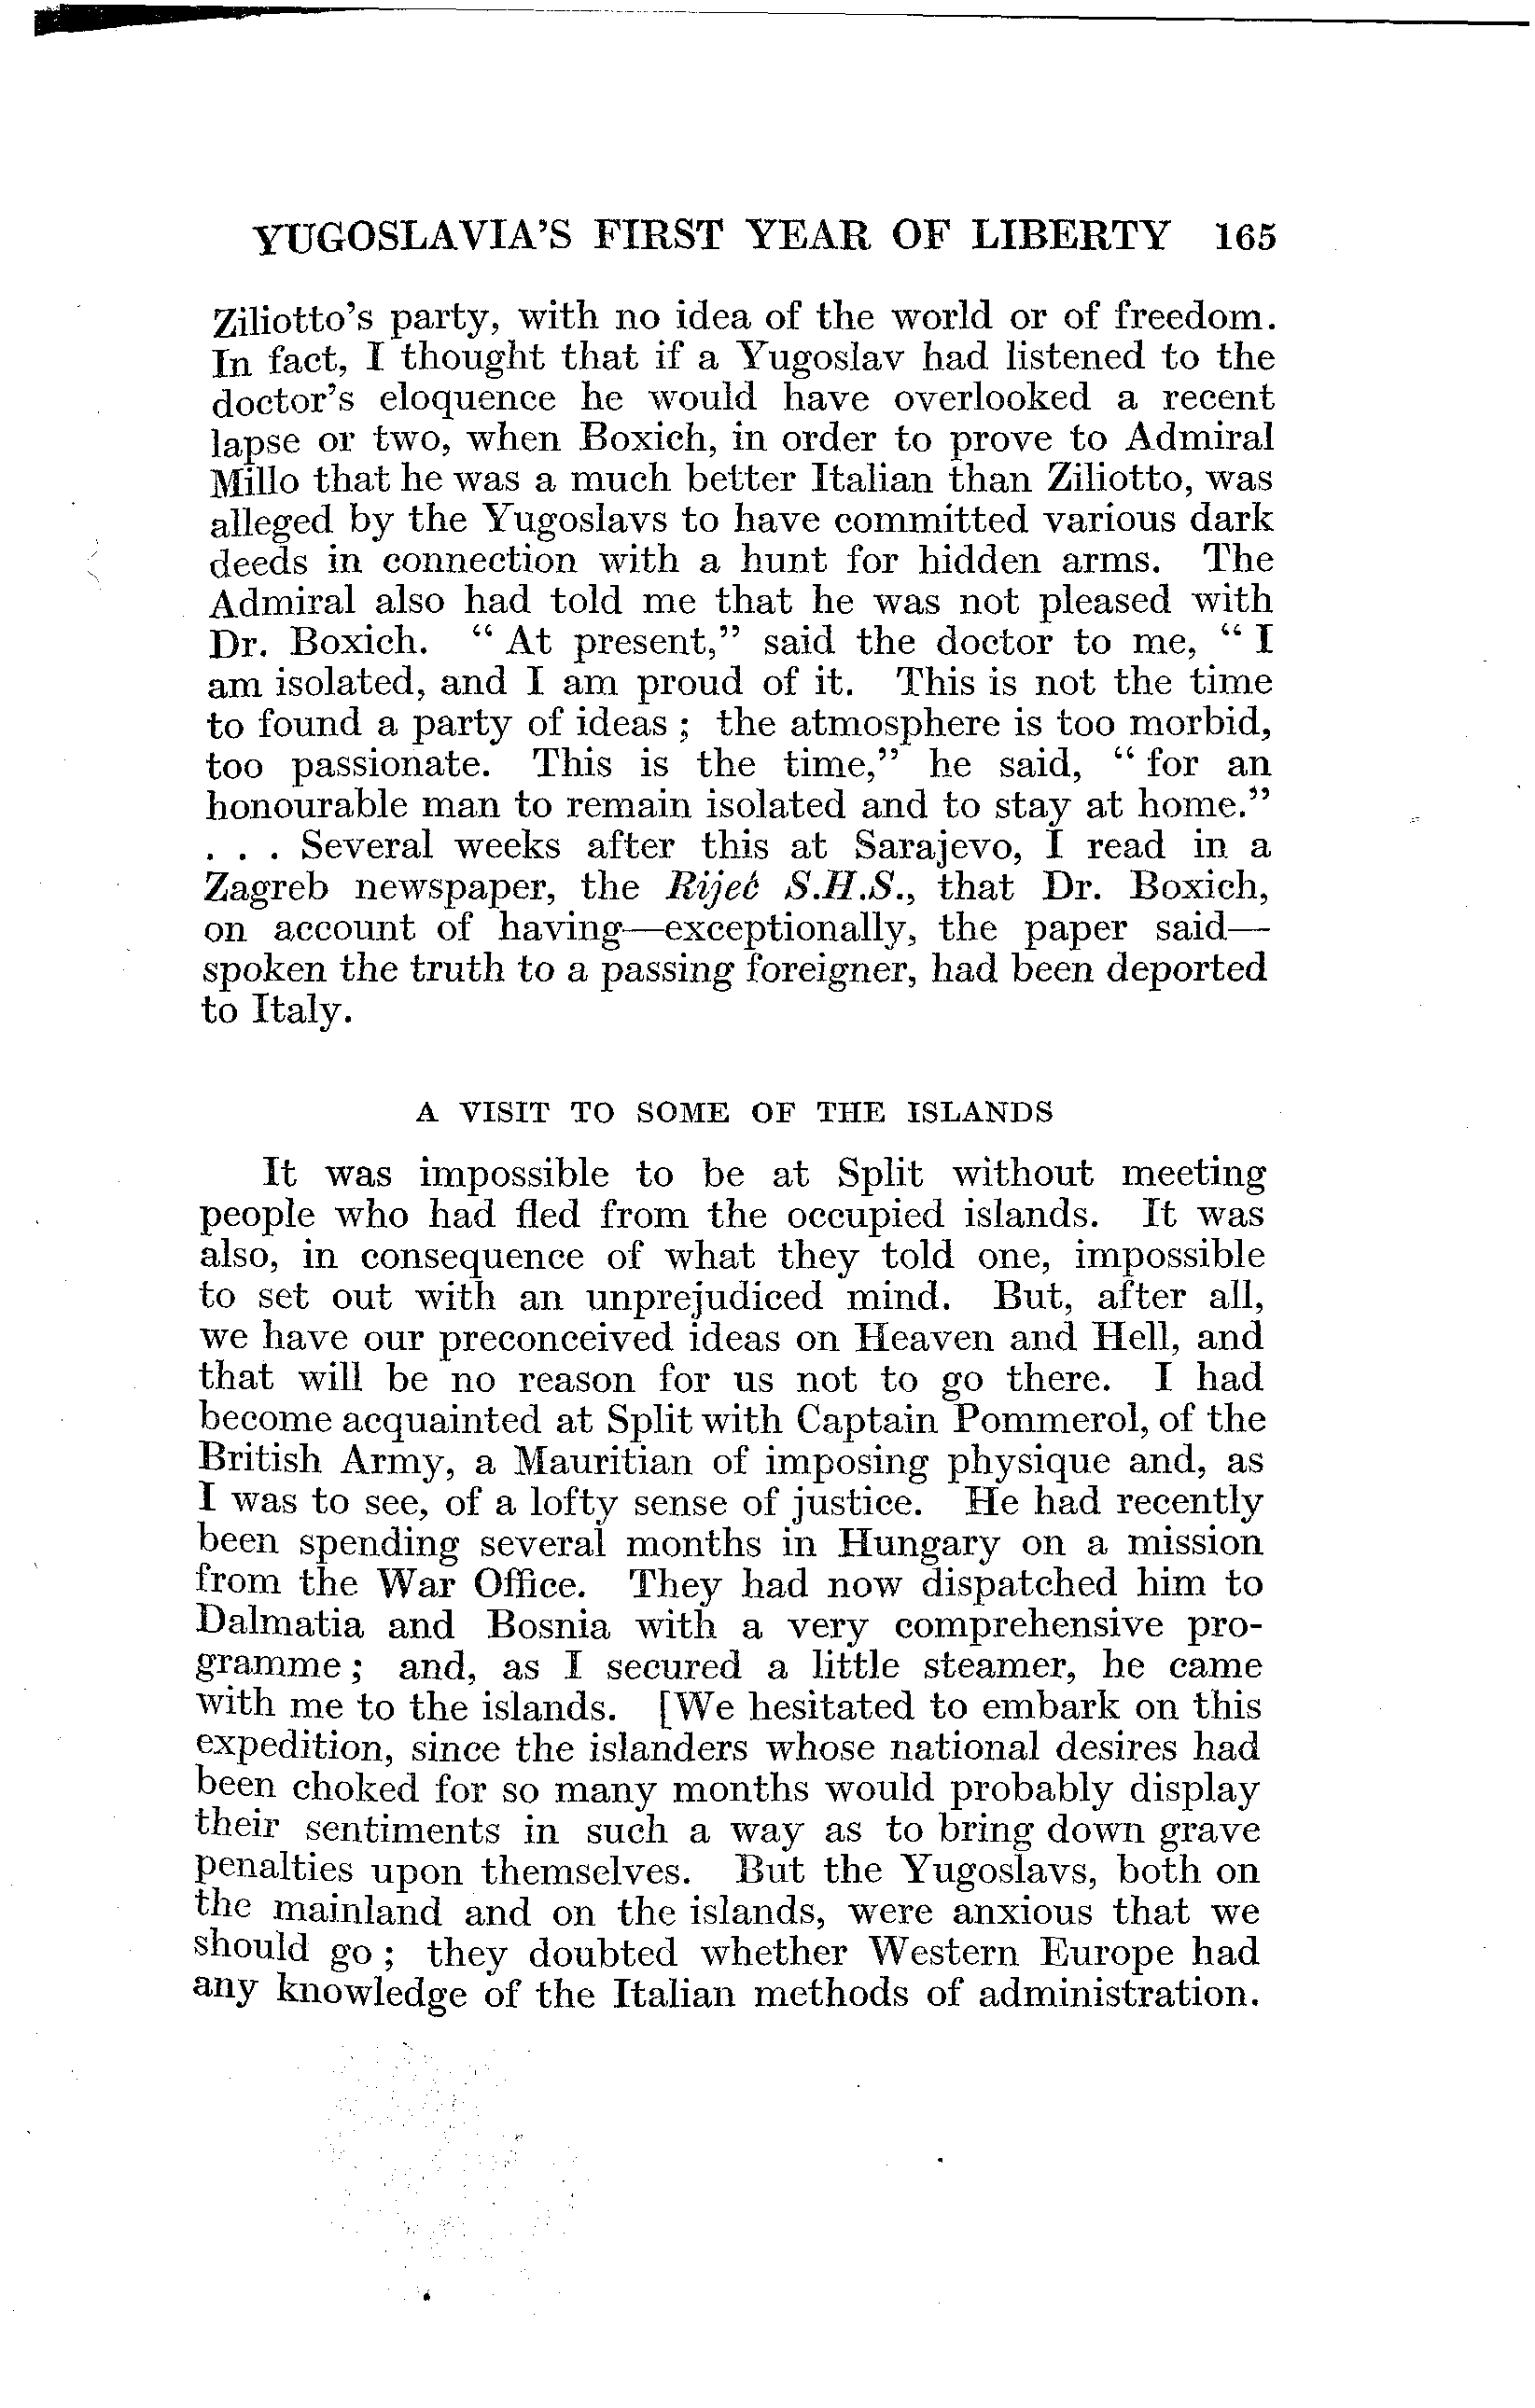 YUGOSLAVIA'S FIRST YEAR OF LIBERTY 165
Ziliotto's party, with no idea of the world or of freedom.
In fact, I thought that if a Yugoslav had listened to the
doctor's eloquence he would have overlooked a recent
lapse or two, when Boxich, in order to prove to Admiral
Millo that he was a much better Italian than Ziliotto, was
alleged by the Yugoslavs to have committed various dark
deeds in connection with a hunt for hidden arms. The
Admiral also had told me that he was not pleased with
Dr. Boxich. “ At present,” said the doctor to me, “ I
am isolated, and I am proud of it. This is not the time
to found a party of ideas ; the atmosphere is too morbid,
too passionate. This is the time,” he said, “ for an
honourable man to remain isolated and to stay at home.”
. . . Several weeks after this at Sarajevo, I read in a
Zagreb newspaper, the Riječ S.H.S., that Dr. Boxich,
on account of having—exceptionally, the paper said—
spoken the truth to a passing foreigner, had been deported
to Italy.
A VISIT TO SOME OF THE ISLANDS
It was impossible to be at Split without meeting
people who had fled from the occupied islands. It was
also, in consequence of what they told one, impossible
to set out with an unprejudiced mind. But, after all,
we have our preconceived ideas on Heaven and Hell, and
that will be no reason for us not to go there. I had
become acquainted at Split with Captain Pommerol, of the
British Army, a Mauritian of imposing physique and, as
I was to see, of a lofty sense of justice. He had recently
been spending several months in Hungary on a mission
from the War Office. They had now dispatched him to
Dalmatia and Bosnia with a very comprehensive pro-
gramme ; and, as I secured a little steamer, he came
with me to the islands. [We hesitated to embark on this
expedition, since the islanders whose national desires had
been choked for so many months would probably display
their sentiments in such a way as to bring down grave
penalties upon themselves. But the Yugoslavs, both on
the mainland and on the islands, were anxious that we
should go ; they doubted whether Western Europe had
any knowledge of the Italian methods of administration.